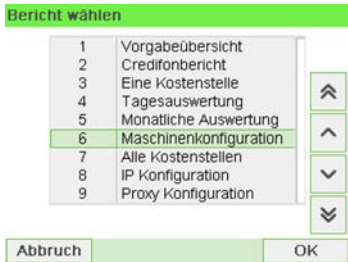 Bericht wählen
1 Vorgabeübersicht
2 Credifonbericht
3 Eine Kostenstelle
4 Tagesauswertung
5 Monatliche Auswertung
6 Maschinenkonfiguration
7 Alle Kostenstellen
8 IP Konfiguration
9 Proxy Konfiguration
Abbruch OK